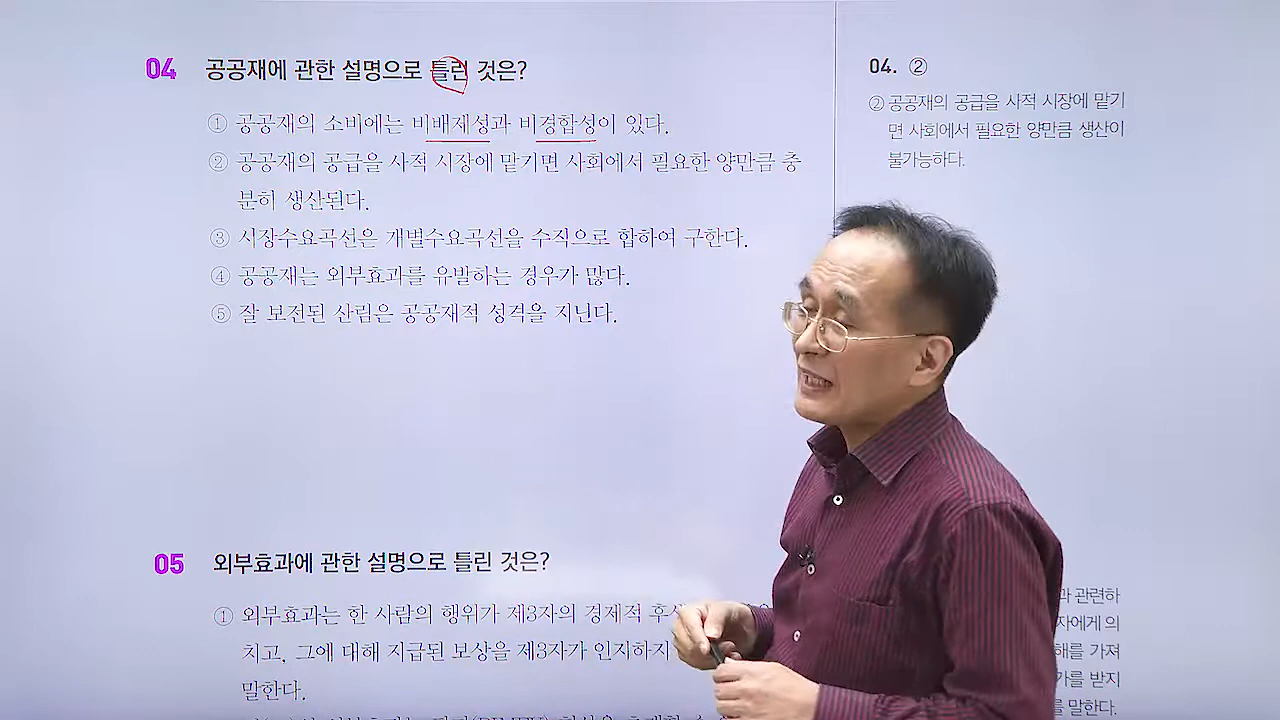 04 공공재에 관한 설명으로 틀린 것은?
① 공공재의 소비에는 비배제성과 비경합성이 있다.
② 공공재의 공급을 사적 시장에 맡기면 사회에서 필요한 양만큼 충
분히 생산된다.
③ 시장수요곡선은 개별수요곡선을 수직으로 합하여 구한다.
④ 공공재는 외부효과를 유발하는 경우가 많다.
⑤ 잘 보전된 산림은 공공재적 성격을 지닌다.
04. ②
② 공공재의 공급을 사적 시장에 맡기
면 사회에서 필요한 양만큼 생산이
불가능하다.
05 외부효과에 관한 설명으로 틀린 것은?
① 외부효과는 한 사람의 행위가 제3자의 경제적
치고, 그에 대해 지급된 보상을 제3자가 인지하지
말한다.
관련하
에게 의
가져
받지
말한다.